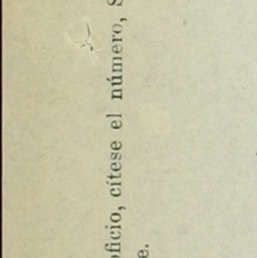 oficio, cítese el número, S
e.